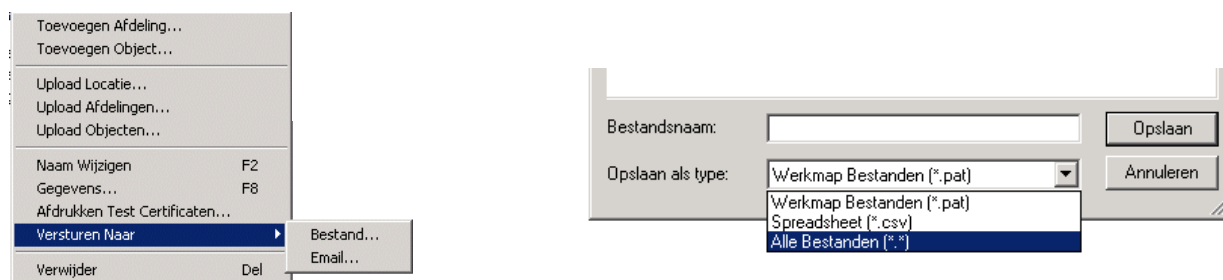 Toevoegen Afdeling...
Toevoegen Object...
Upload Locatie...
Upload Afdelingen...
Upload Objecten...
Naam Wijzigen F2
Gegevens... F8
Afdrukken Test Certificaten...
Versturen Naar
Bestand...
Email...
Verwijder Del
Bestandsnaam:
Opslaan
Opslaan als type:
Werkmap Bestanden (*.pat)
Annuleren
Werkmap Bestanden (*.pat)
Spreadsheet (*.csv)
Alle Bestanden (*.*)